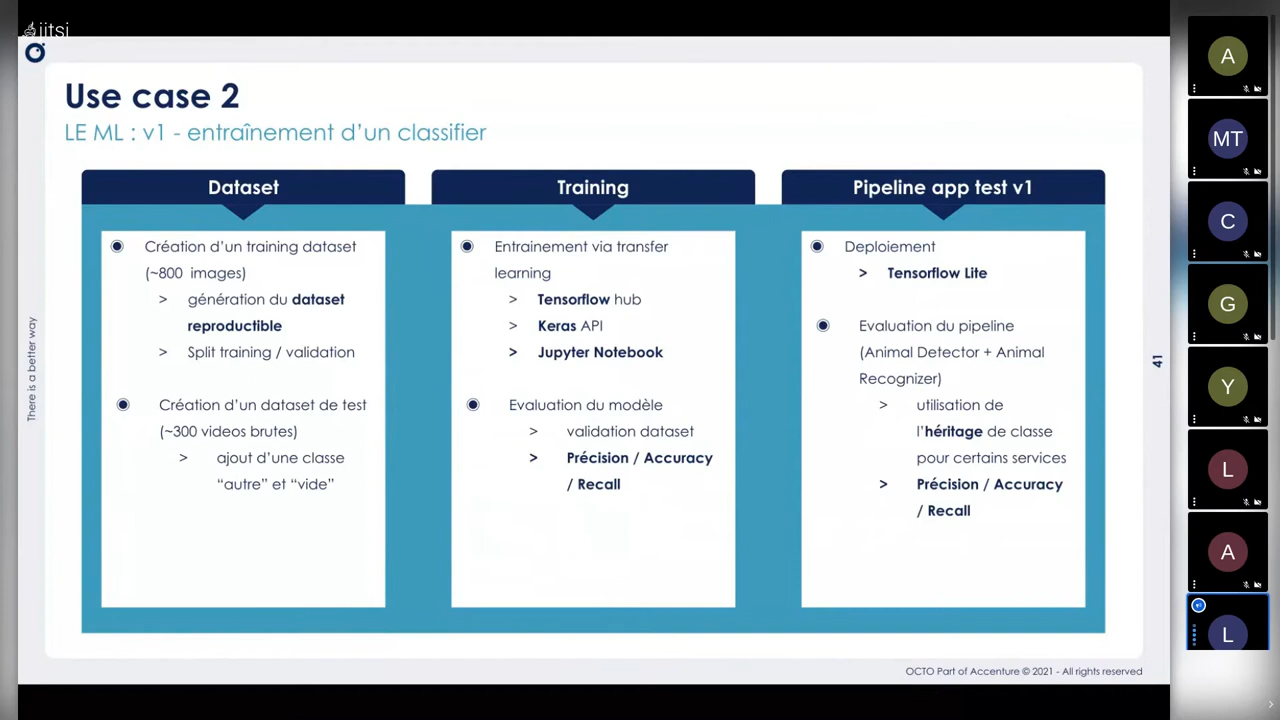 jitsi
Use case 2
LE ML : v1 - entraînement d’un classifier
Dataset
Création d’un training dataset
(~800 images)
> génération du dataset
reproductible
> Split training / validation
Création d’un dataset de test
(~300 videos brutes)
> ajout d’une classe
“autre” et “vide”
Training
Entrainement via transfer
learning
> Tensorflow hub
> Keras API
> Jupyter Notebook
Evaluation du modèle
> validation dataset
> Précision / Accuracy
/ Recall
Pipeline app test v1
Deploiement
> Tensorflow Lite
Evaluation du pipeline
(Animal Detector + Animal
Recognizer)
> utilisation de
l’héritage de classe
pour certains services
> Précision / Accuracy
/ Recall
There is a better way
41
OCTO Part of Accenture © 2021 - All rights reserved
A
MT
C
G
Y
L
A
L